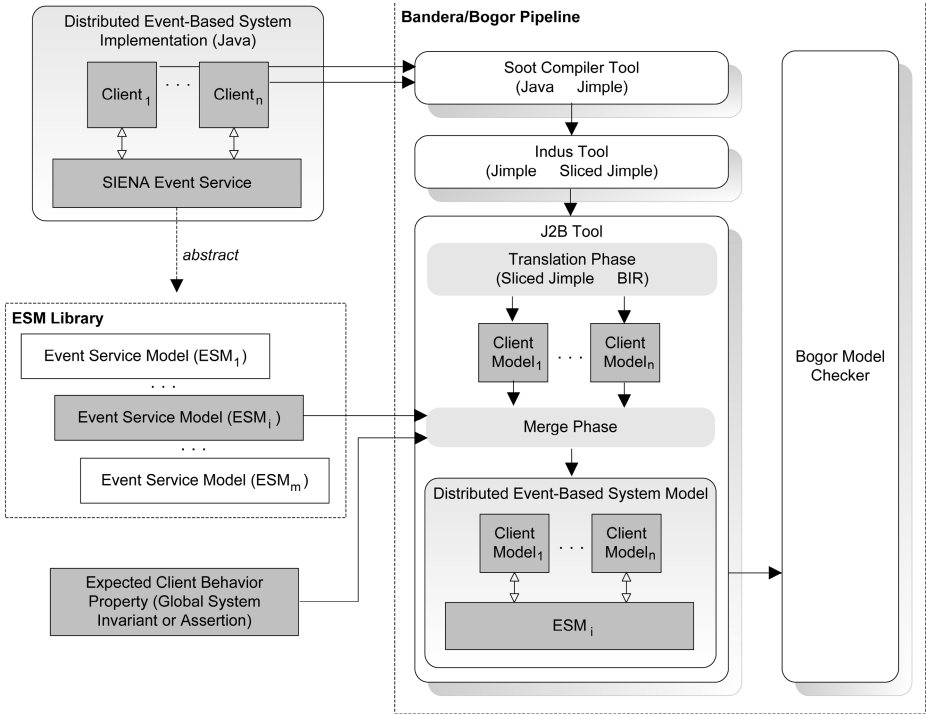 Distributed Event-Based System
Implementation (Java)
Client1
. . .
Clientn
SIENA Event Service
abstract
ESM Library
Event Service Model (ESM1)
. . .
Event Service Model (ESMi)
. . .
Event Service Model (ESMm)
Expected Client Behavior
Property (Global System
Invariant or Assertion)
Bandera/Bogor Pipeline
Soot Compiler Tool
(Java Jimple)
Indus Tool
(Jimple Sliced Jimple)
J2B Tool
Translation Phase
(Sliced Jimple BIR)
Client
Model1
. . .
Client
Modeln
Merge Phase
Distributed Event-Based System Model
Client
Model1
. . .
Client
Modeln
ESMi
Bogor Model
Checker